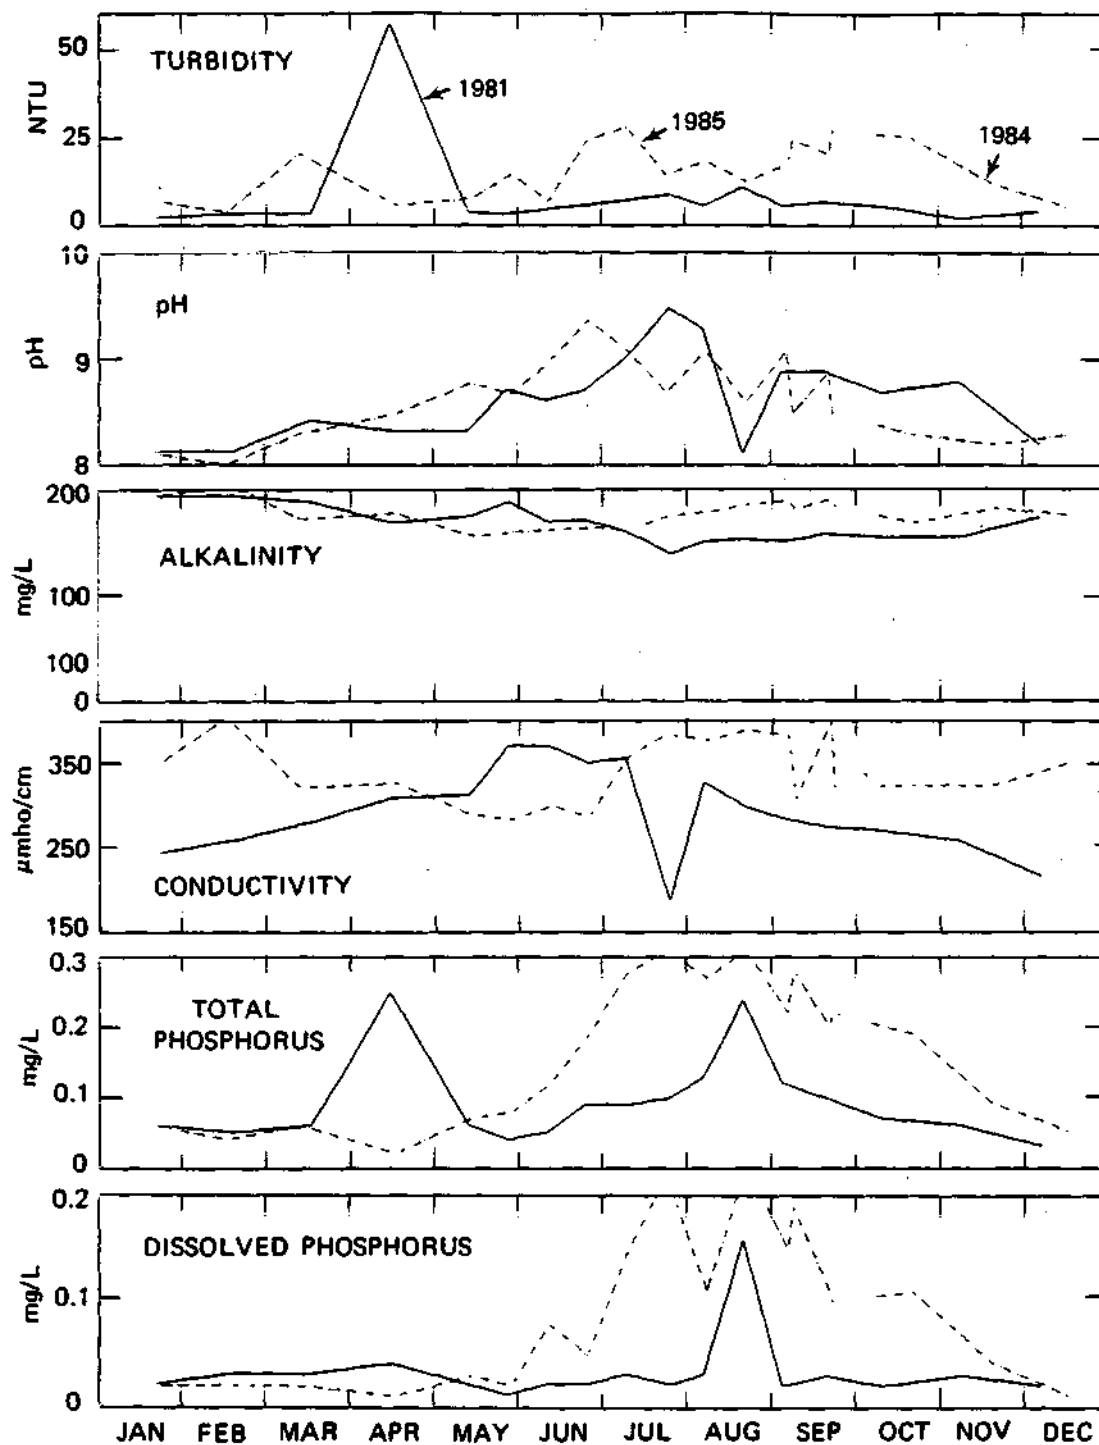 TURBIDITY
50
NTU
25
0
1981
1985
1984
10
pH
pH
9
8
200
ALKALINITY
mg/L
100
100
0
350
µmho/cm
250
CONDUCTIVITY
150
0.3
TOTAL
PHOSPHORUS
0.2
mg/L
0.1
0
0.2
DISSOLVED PHOSPHORUS
mg/L
0.1
0
JAN FEB MAR APR MAY JUN JUL AUG SEP OCT NOV DEC